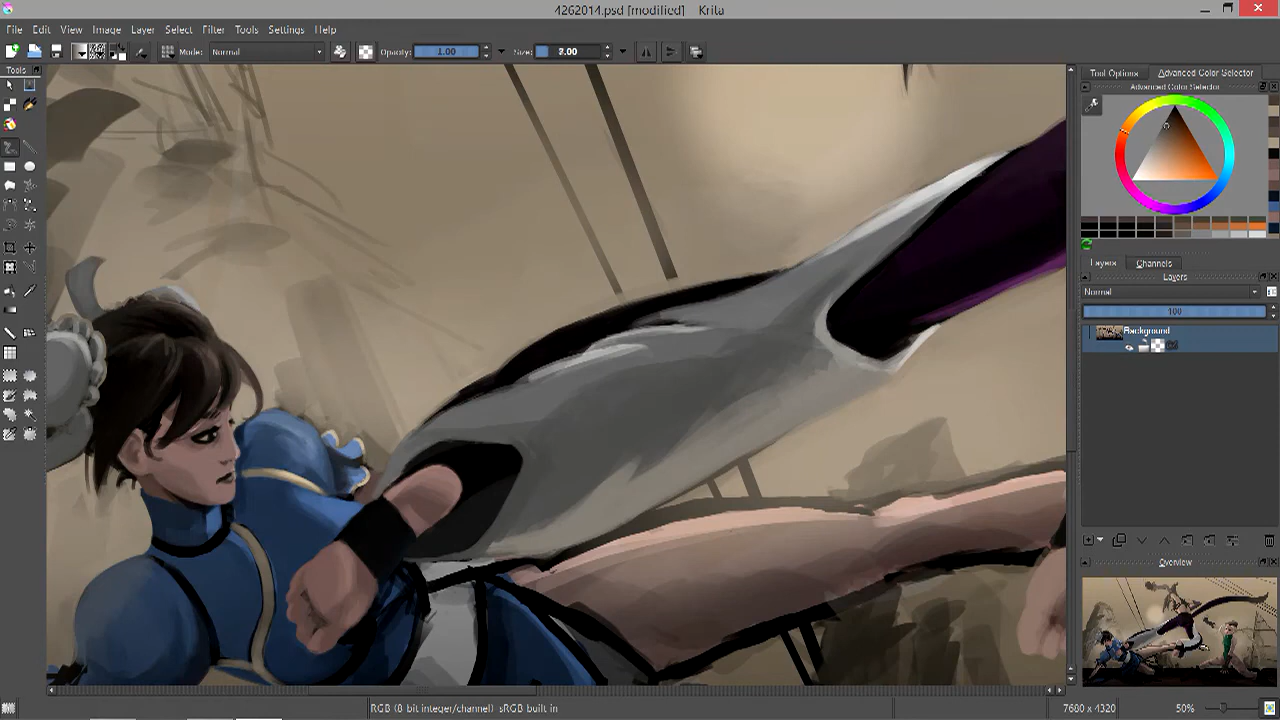 4262014.psd [modified] - Krita
File Edit View Image Layer Select Filter Tools Settings Help
Mode: Normal Opacity: 1.00 Size: 2.00
Tools
Tool Options Advanced Color Selector
Advanced Color Selector
Layers Channels
Layers
Normal
100
Background
Overview
RGB (8 bit integer/channel) sRGB built in 7680 x 4320 50%